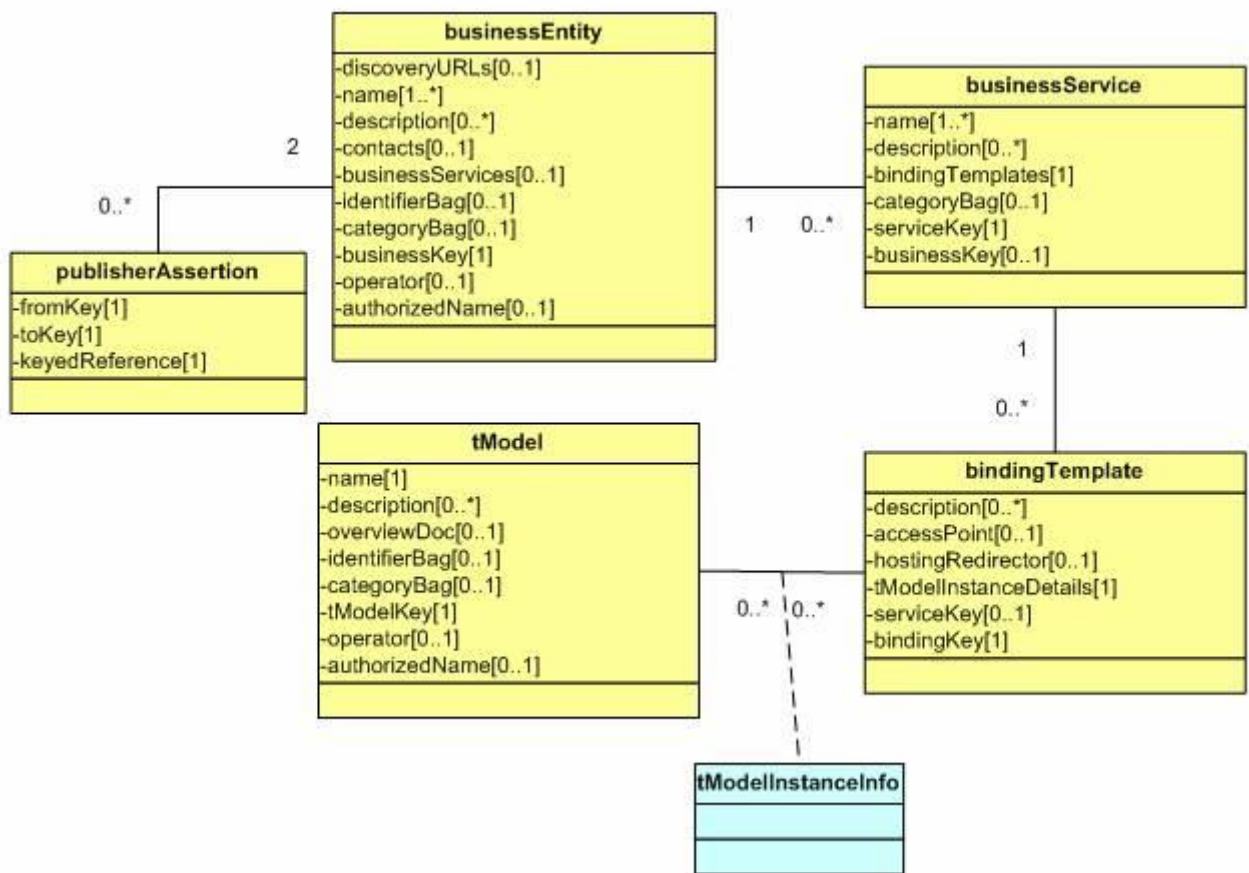 businessEntity
-discoveryURLs[0..1]
-name[1..*]
-description[0..*]
-contacts[0..1]
-businessServices[0..1]
-identifierBag[0..1]
-categoryBag[0..1]
-businessKey[1]
-operator[0..1]
-authorizedName[0..1]
businessService
-name[1..*]
-description[0..*]
-bindingTemplates[1]
-categoryBag[0..1]
-serviceKey[1]
-businessKey[0..1]
2
0..*
1
0..*
publisherAssertion
-fromKey[1]
-toKey[1]
-keyedReference[1]
1
0..*
tModel
-name[1]
-description[0..*]
-overviewDoc[0..1]
-identifierBag[0..1]
-categoryBag[0..1]
-tModelKey[1]
-operator[0..1]
-authorizedName[0..1]
bindingTemplate
-description[0..*]
-accessPoint[0..1]
-hostingRedirector[0..1]
-tModelInstanceDetails[1]
-serviceKey[0..1]
-bindingKey[1]
0..*
0..*
tModelInstanceInfo